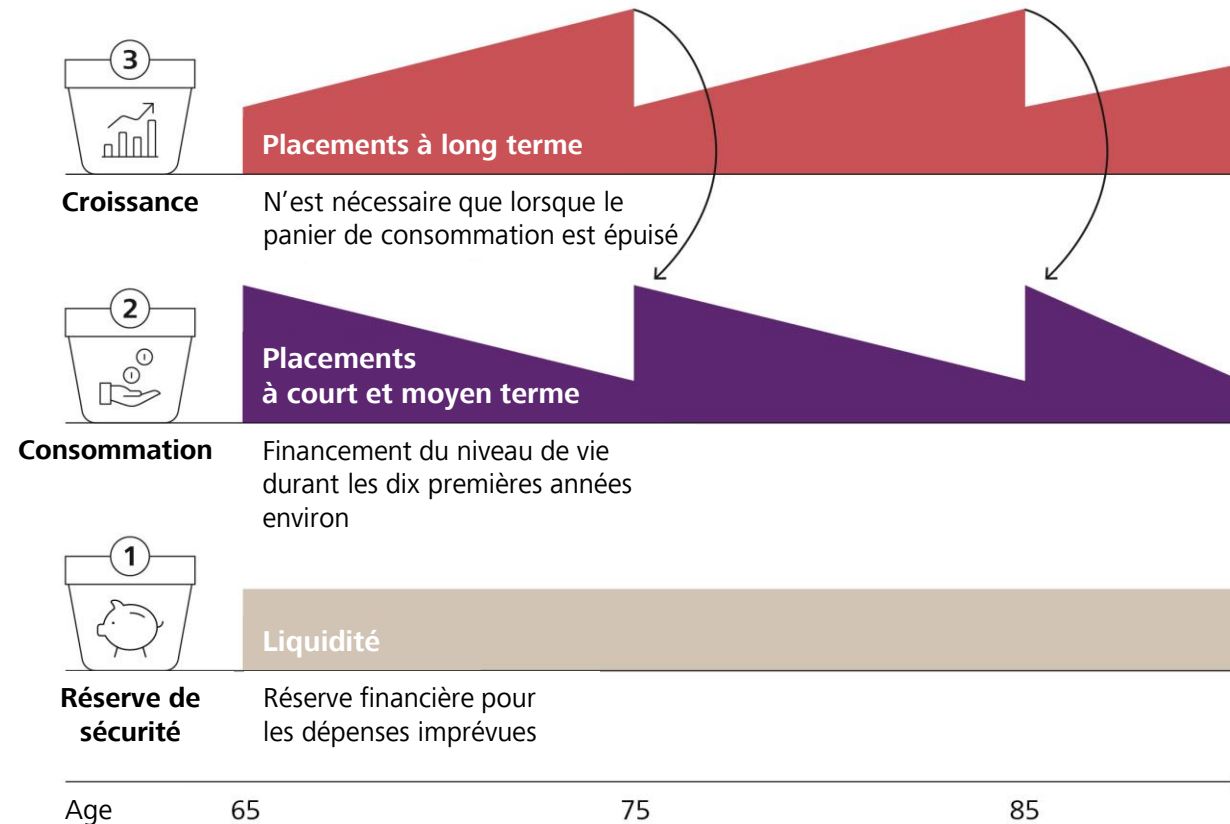 3
Placements à long terme
Croissance
N’est nécessaire que lorsque le
panier de consommation est épuisé
2
Placements
à court et moyen terme
Consommation
Financement du niveau de vie
durant les dix premières années
environ
1
Liquidité
Réserve de
sécurité
Réserve financière pour
les dépenses imprévues
Age 65 75 85